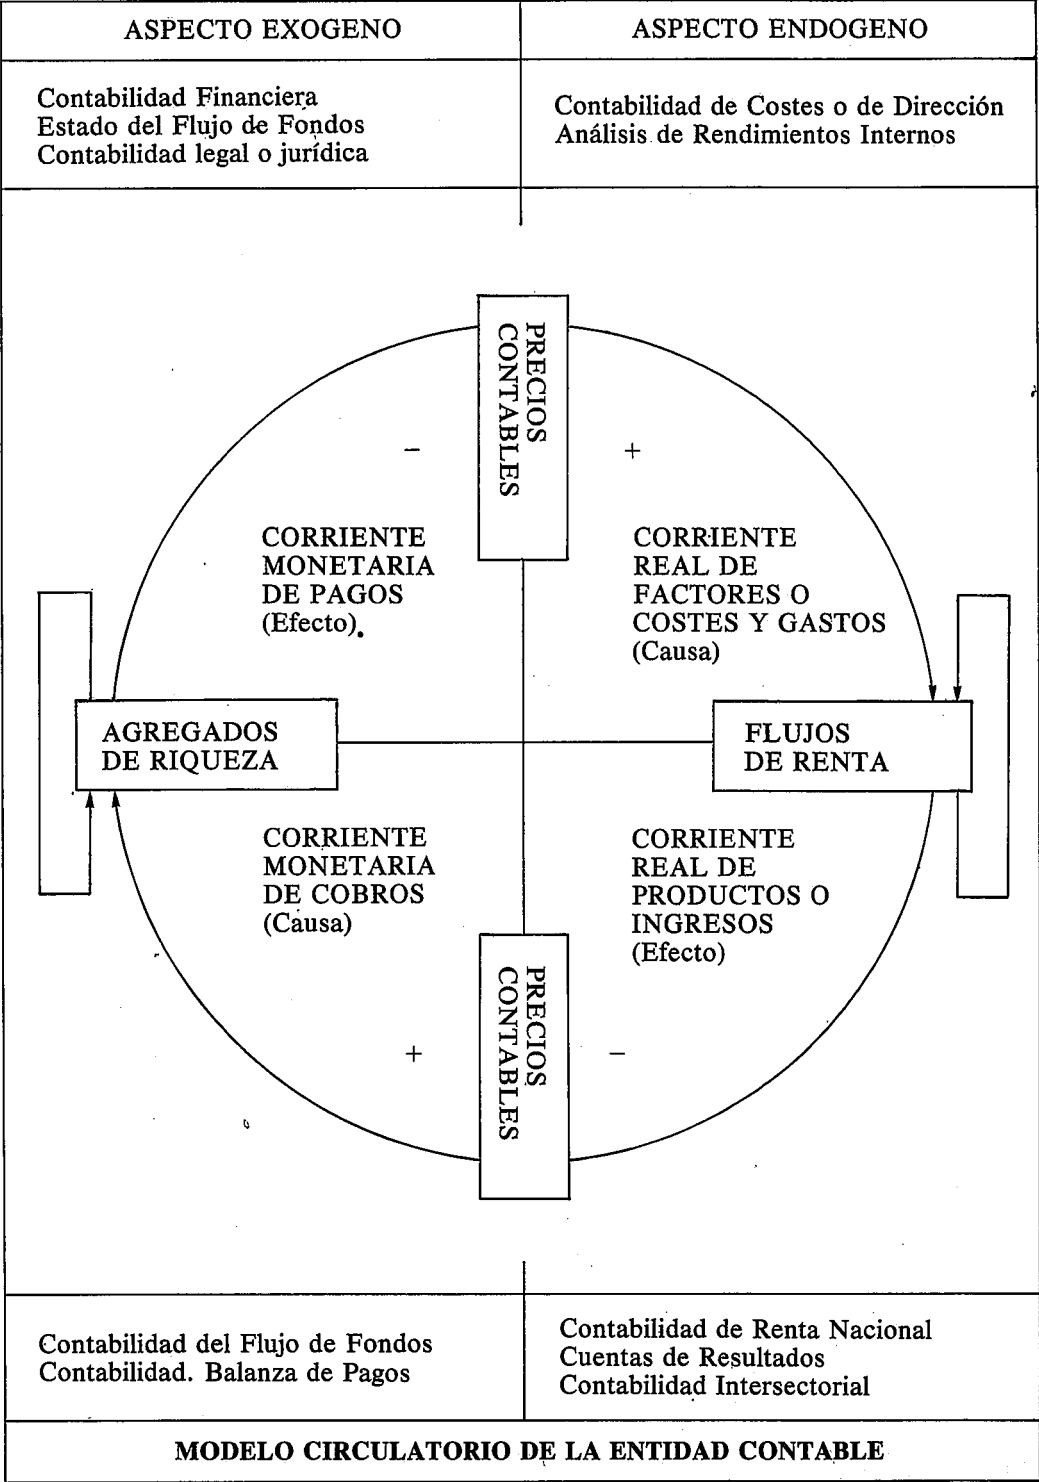 ASPECTO EXOGENO
ASPECTO ENDOGENO
Contabilidad Financiera
Estado del Flujo de Fondos
Contabilidad legal o jurídica
Contabilidad de Costes o de Dirección
Análisis de Rendimientos Internos
PRECIOS
CONTABLES
−
+
CORRIENTE
MONETARIA
DE PAGOS
(Efecto).
CORRIENTE
REAL DE
FACTORES O
COSTES Y GASTOS
(Causa)
AGREGADOS
DE RIQUEZA
FLUJOS
DE RENTA
CORRIENTE
MONETARIA
DE COBROS
(Causa)
CORRIENTE
REAL DE
PRODUCTOS O
INGRESOS
(Efecto)
PRECIOS
CONTABLES
+
−
Contabilidad del Flujo de Fondos
Contabilidad. Balanza de Pagos
Contabilidad de Renta Nacional
Cuentas de Resultados
Contabilidad Intersectorial
MODELO CIRCULATORIO DE LA ENTIDAD CONTABLE